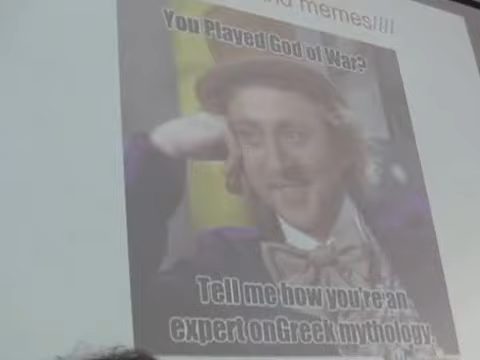 memes!!!!
You Played God of War?
Tell me how you're an
expert onGreek mythology.